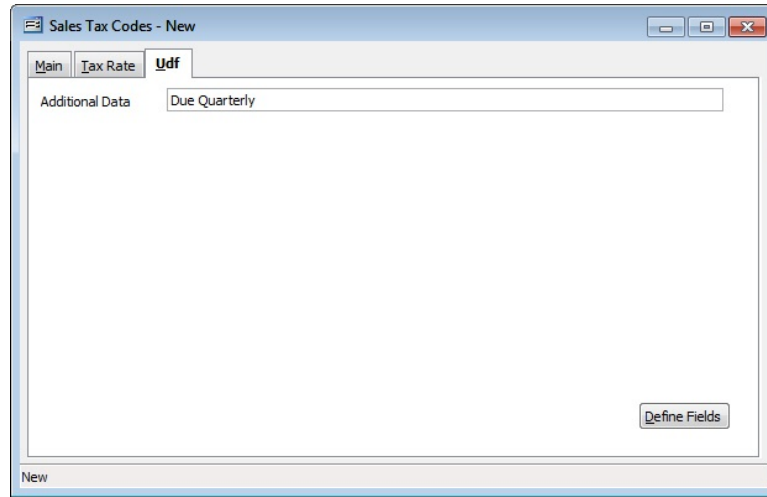 Sales Tax Codes - New
Main Tax Rate Udf
Additional Data Due Quarterly
Define Fields
New